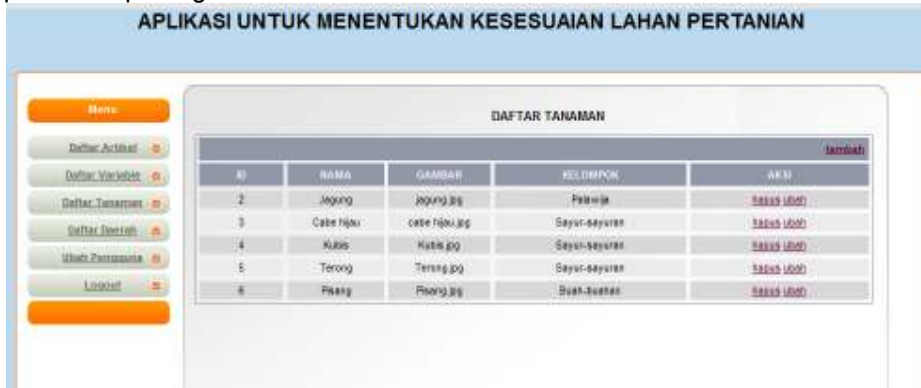 APLIKASI UNTUK MENENTUKAN KESESUAIAN LAHAN PERTANIAN
Menu
Daftar Artikel
Daftar Variable
Daftar Tanaman
Daftar Daerah
Ubah Pengguna
Logout
DAFTAR TANAMAN
tambah
ID NAMA GAMBAR KELOMPOK AKSI
2 Jagung jagung.jpg Palawija hapus ubah
3 Cabe hijau cabe hijau.jpg Sayur-sayuran hapus ubah
4 Kubis Kubis.jpg Sayur-sayuran hapus ubah
5 Terong Terong.jpg Sayur-sayuran hapus ubah
6 Pisang Pisang.jpg Buah-buahan hapus ubah